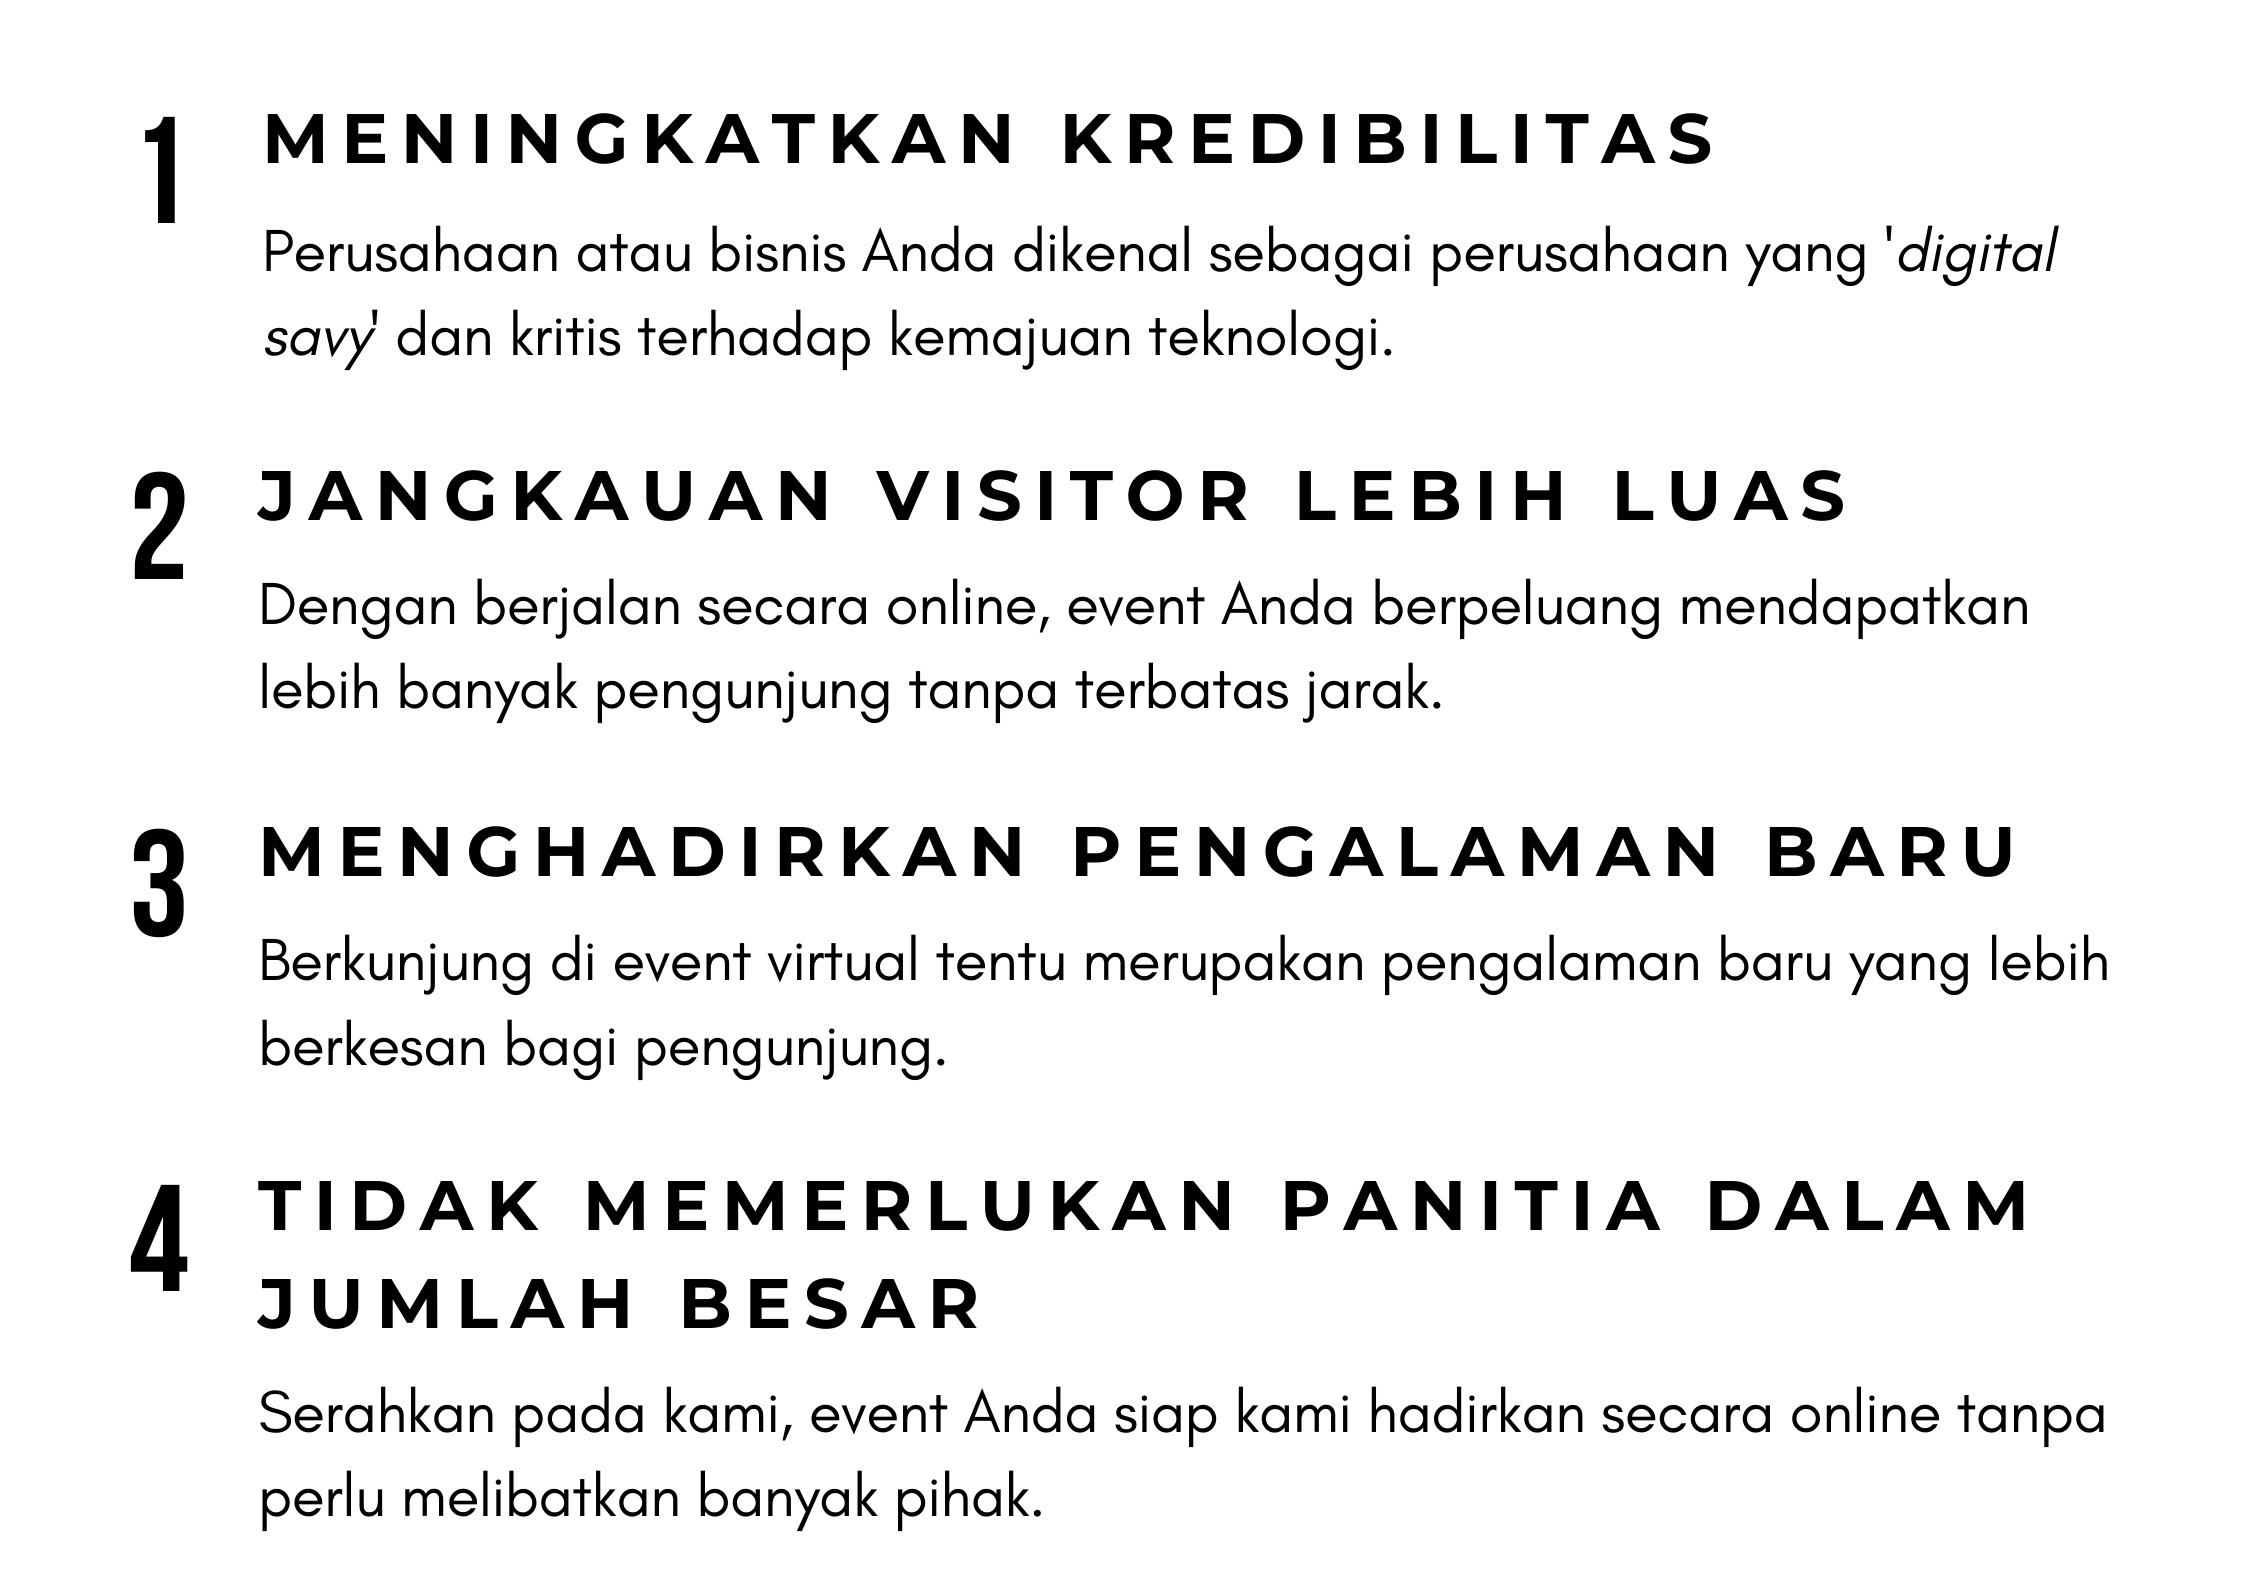 1 MENINGKATKAN KREDIBILITAS
Perusahaan atau bisnis Anda dikenal sebagai perusahaan yang 'digital
savy' dan kritis terhadap kemajuan teknologi.
2 JANGKAUAN VISITOR LEBIH LUAS
Dengan berjalan secara online, event Anda berpeluang mendapatkan
lebih banyak pengunjung tanpa terbatas jarak.
3 MENGHADIRKAN PENGALAMAN BARU
Berkunjung di event virtual tentu merupakan pengalaman baru yang lebih
berkesan bagi pengunjung.
4 TIDAK MEMERLUKAN PANITIA DALAM
JUMLAH BESAR
Serahkan pada kami, event Anda siap kami hadirkan secara online tanpa
perlu melibatkan banyak pihak.